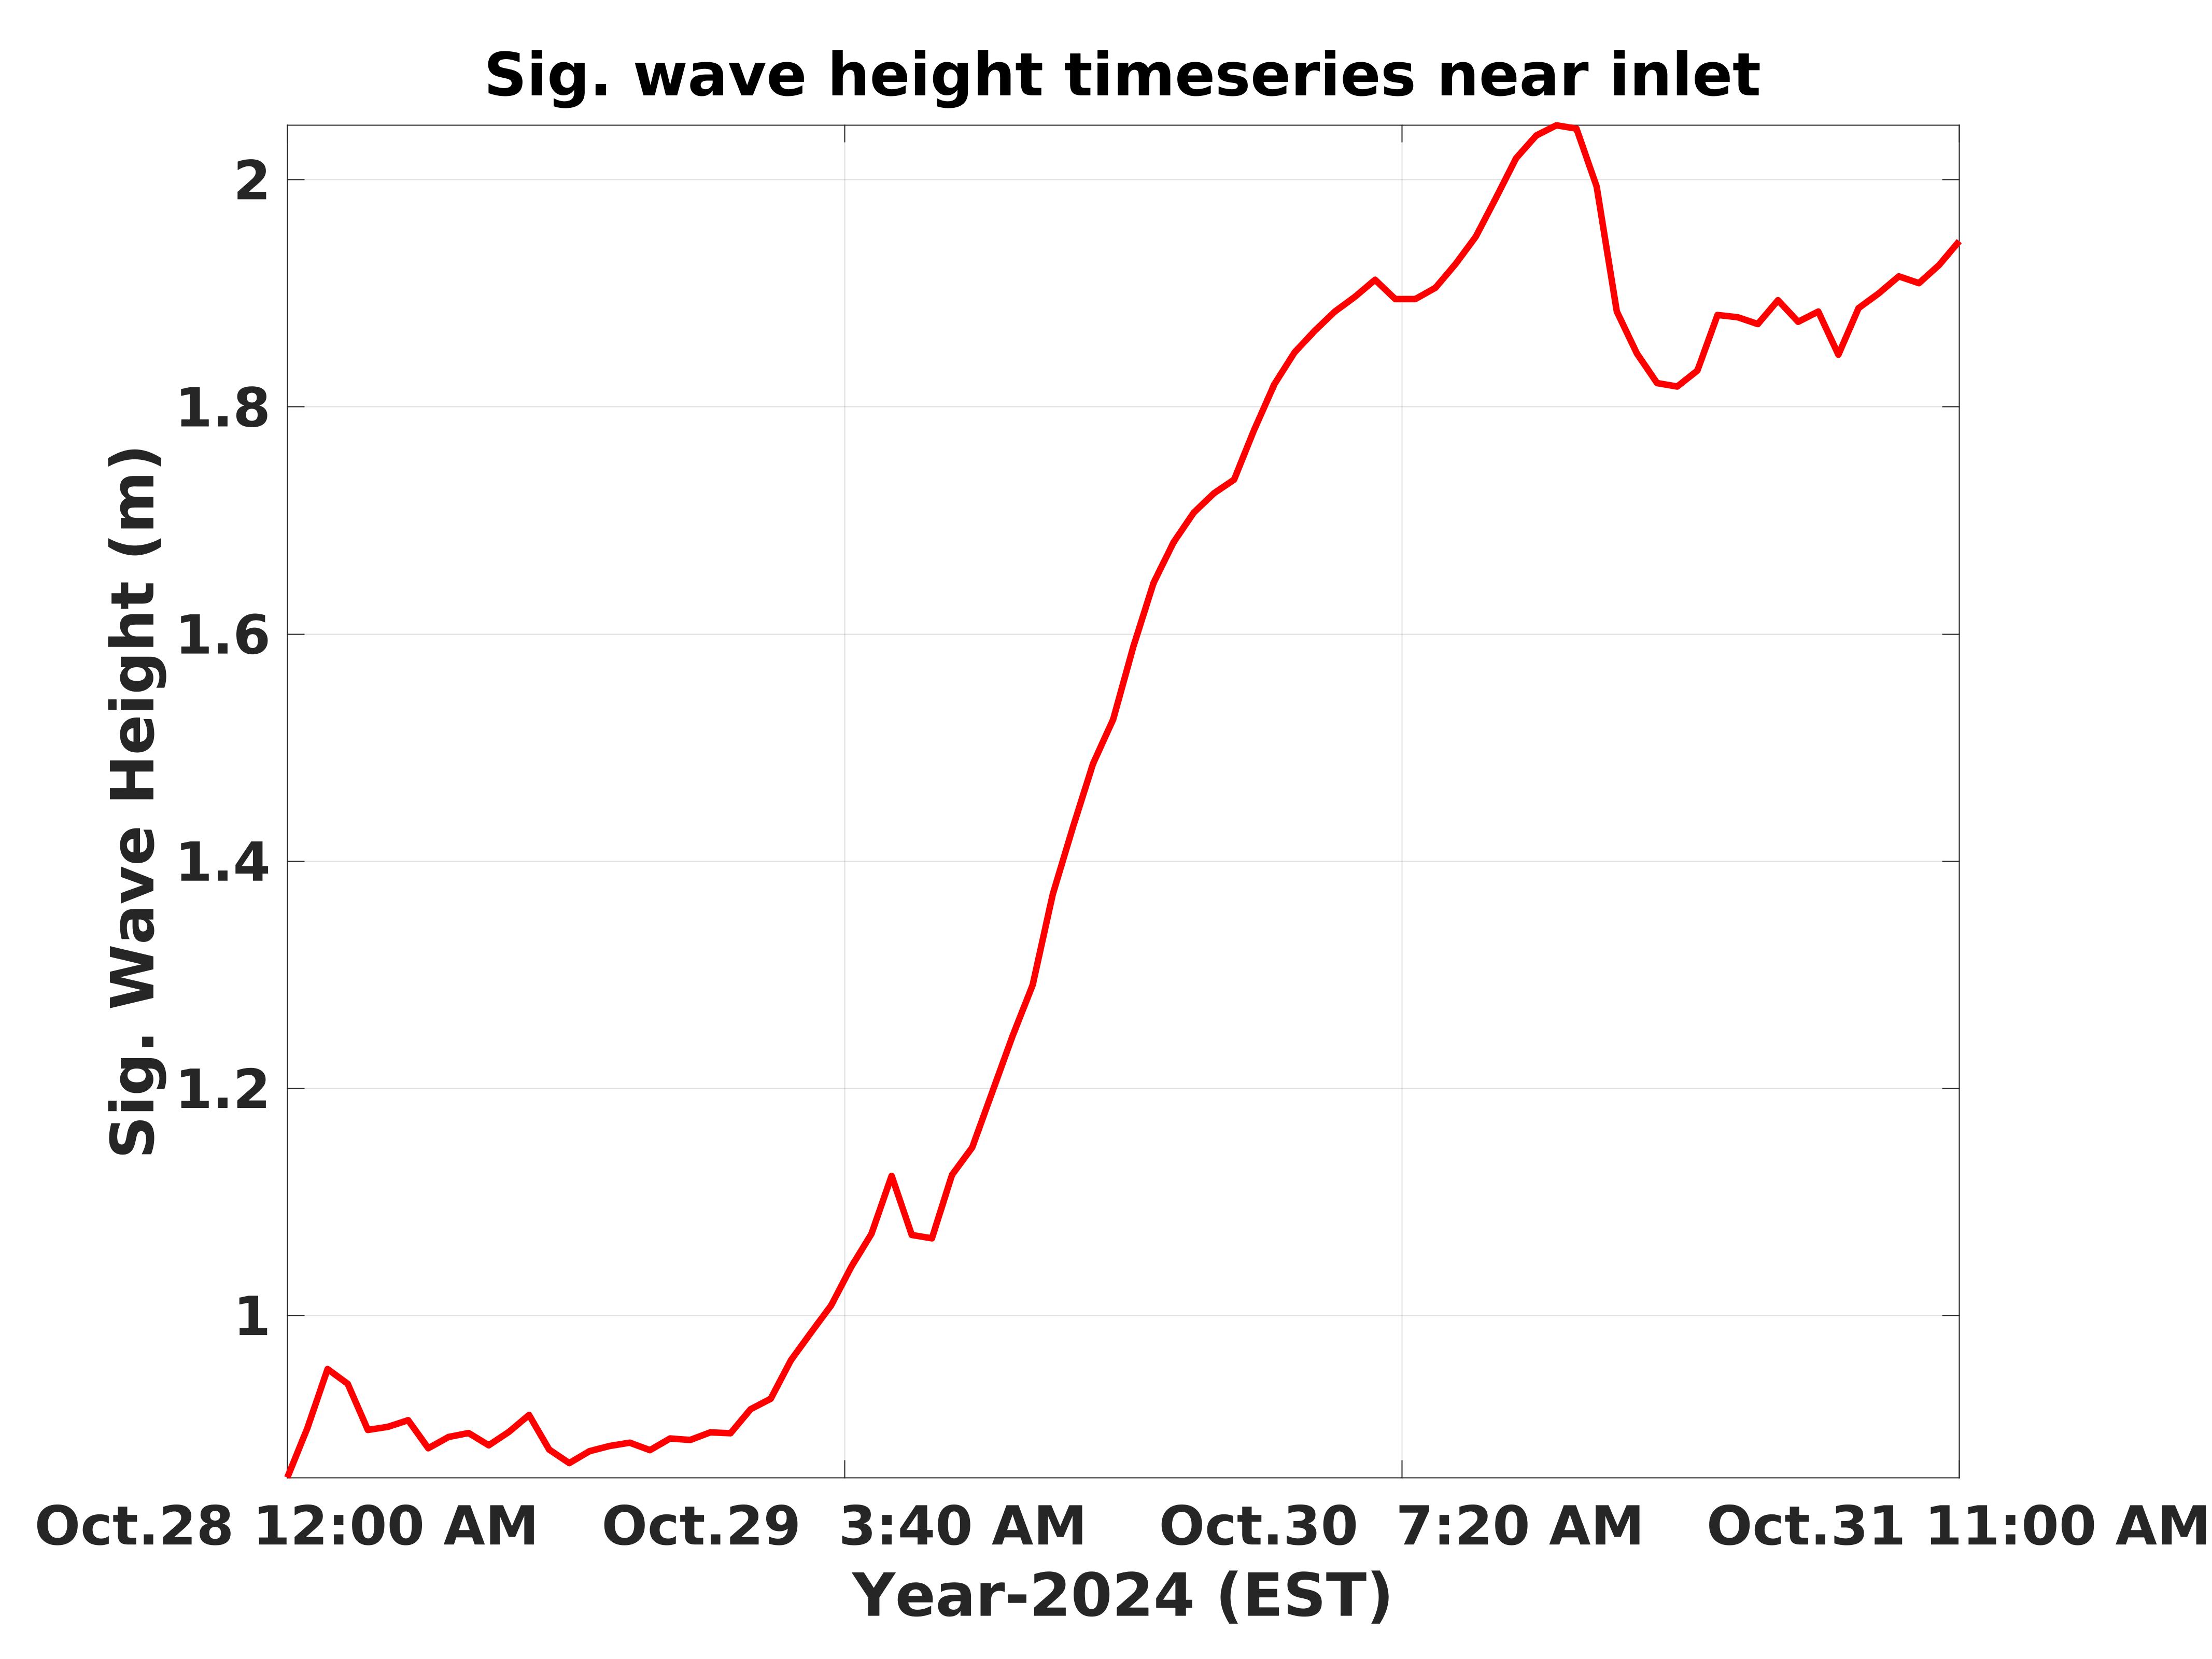 Sig. wave height timeseries near inlet
Sig. Wave Height (m)
2
1.8
1.6
1.4
1.2
1
Oct.28 12:00 AM Oct.29 3:40 AM Oct.30 7:20 AM Oct.31 11:00 AM
Year-2024 (EST)